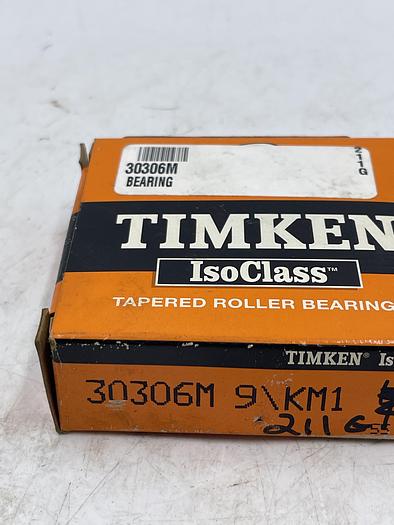 30306M
BEARING
211G
TIMKEN
IsoClass™
TAPERED ROLLER BEARING
TIMKEN® Is
30306M 9\KM1
211G